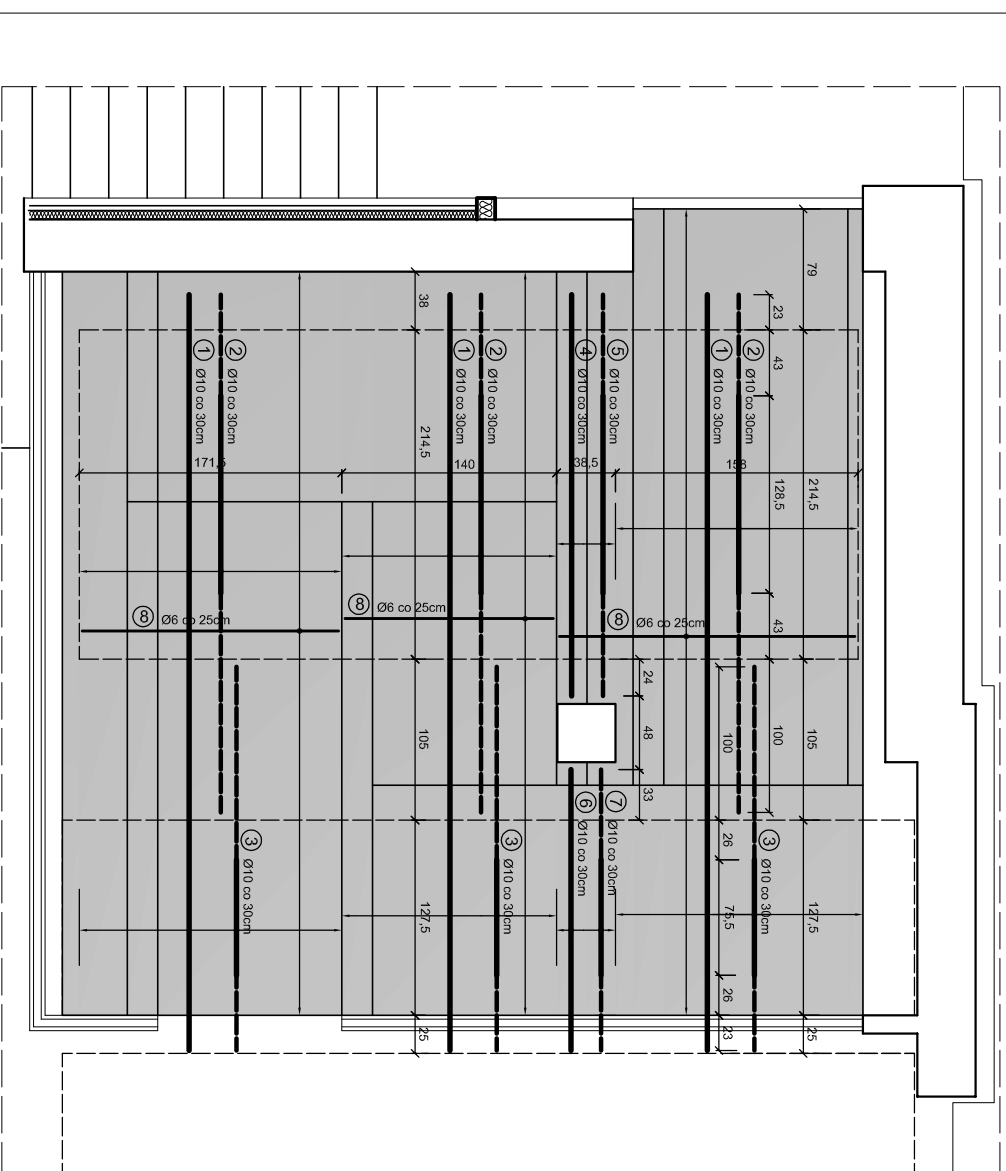 79
23
43
38
② Ø10 co 30cm
① Ø10 co 30cm
② Ø10 co 30cm
① Ø10 co 30cm
⑤ Ø10 co 30cm
④ Ø10 co 30cm
② Ø10 co 30cm
① Ø10 co 30cm
214,5
171,5
140
38,5
158
128,5
214,5
⑧ Ø6 co 25cm
⑧ Ø6 co 25cm
⑧ Ø6 co 25cm
43
24
48
33
105
100
100
105
⑦ Ø10 co 30cm
⑥ Ø10 co 30cm
③ Ø10 co 30cm
③ Ø10 co 30cm
③ Ø10 co 30cm
26
127,5
75,5
127,5
26
25
23
25